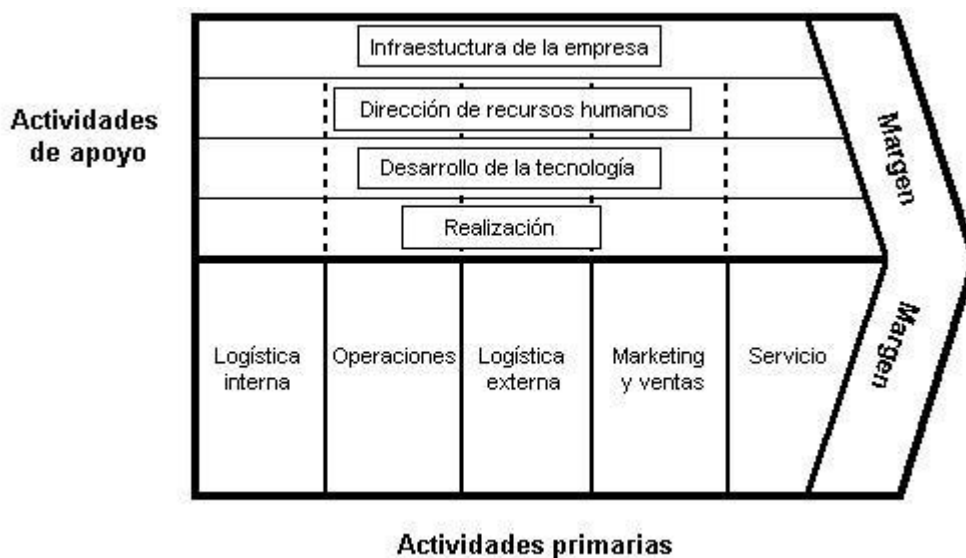 Infraestuctura de la empresa
Dirección de recursos humanos
Actividades
de apoyo
Desarrollo de la tecnología
Realización
Margen
Margen
Logística
interna
Operaciones
Logística
externa
Marketing
y ventas
Servicio
Actividades primarias